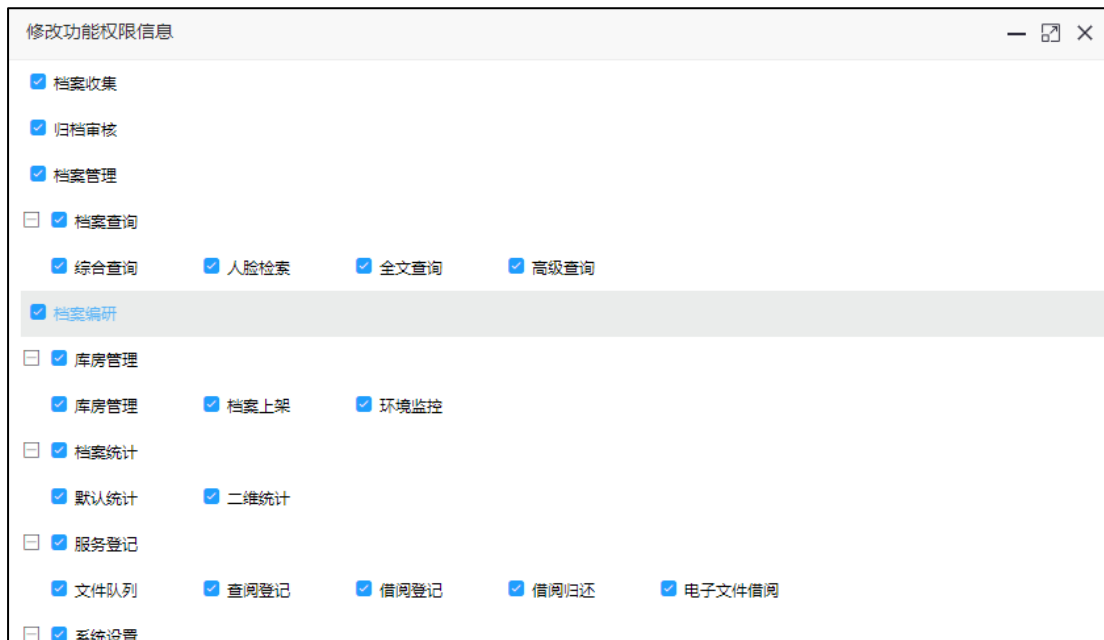 修改功能权限信息
档案收集
归档审核
档案管理
档案查询
综合查询 人脸检索 全文查询 高级查询
档案编研
库房管理
库房管理 档案上架 环境监控
档案统计
默认统计 二维统计
服务登记
文件队列 查阅登记 借阅登记 借阅归还 电子文件借阅
系统设置